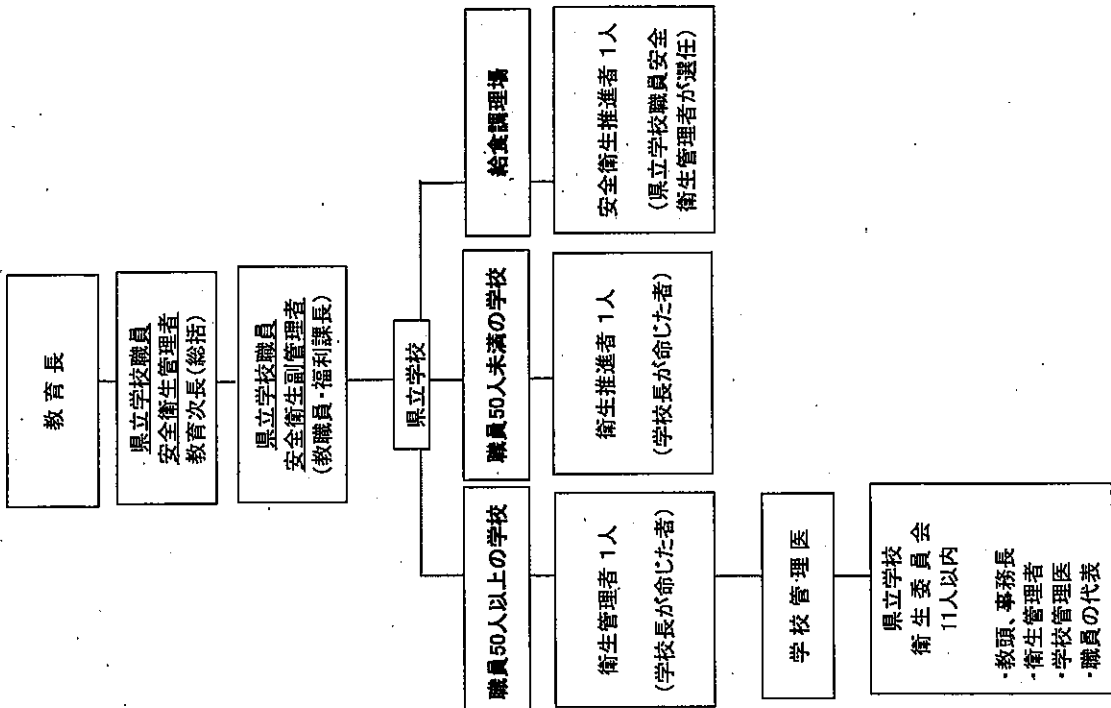 教育長
県立学校職員
安全衛生管理者
教育次長(総括)
県立学校職員
安全衛生副管理者
(教職員・福利課長)
県立学校
職員50人以上の学校
衛生管理者 1人
(学校長が命じた者)
学校管理医
県立学校
衛生委員会
11人以内
・教頭、事務長
・衛生管理者
・学校管理医
・職員の代表
職員50人未満の学校
衛生推進者 1人
(学校長が命じた者)
給食調理場
安全衛生推進者 1人
(県立学校職員安全
衛生管理者が選任)